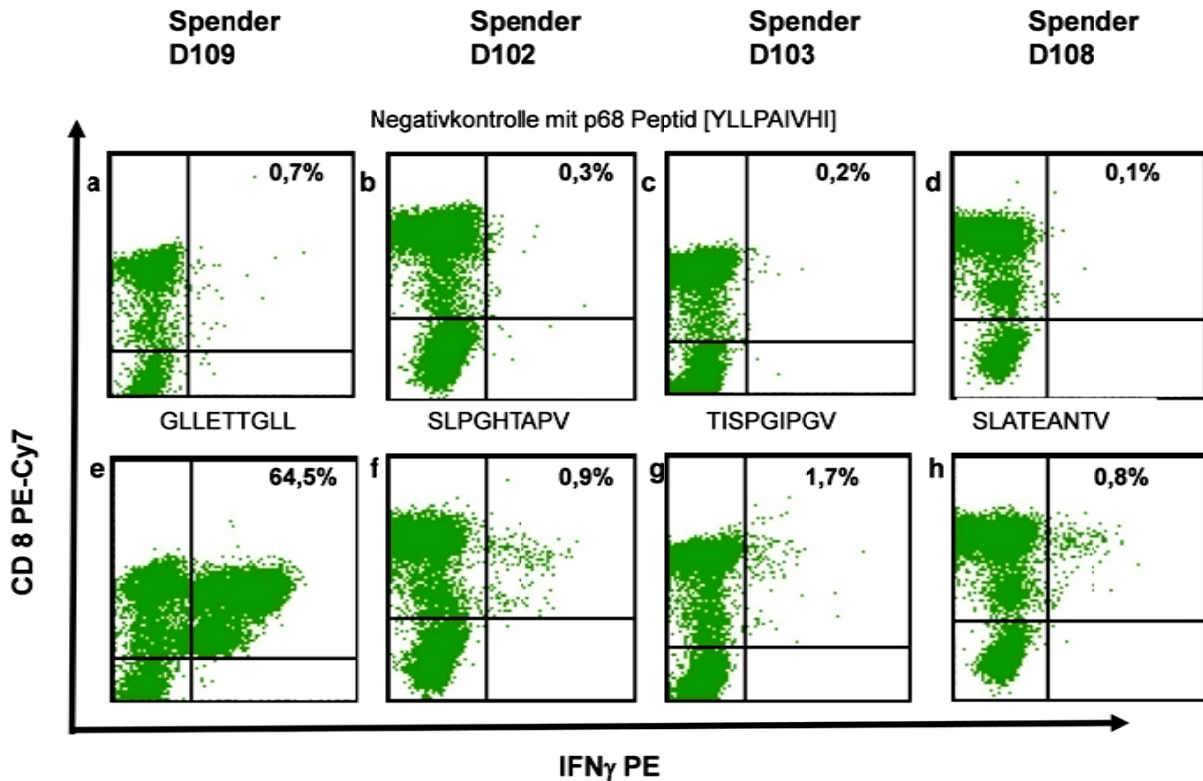 Spender Spender Spender Spender
D109 D102 D103 D108
Negativkontrolle mit p68 Peptid [YLLPAIVHI]
a 0,7% b 0,3% c 0,2% d 0,1%
GLLETTGLL SLPGHTAPV TISPGIPGV SLATEANTV
e 64,5% f 0,9% g 1,7% h 0,8%
CD 8 PE-Cy7
IFNγ PE